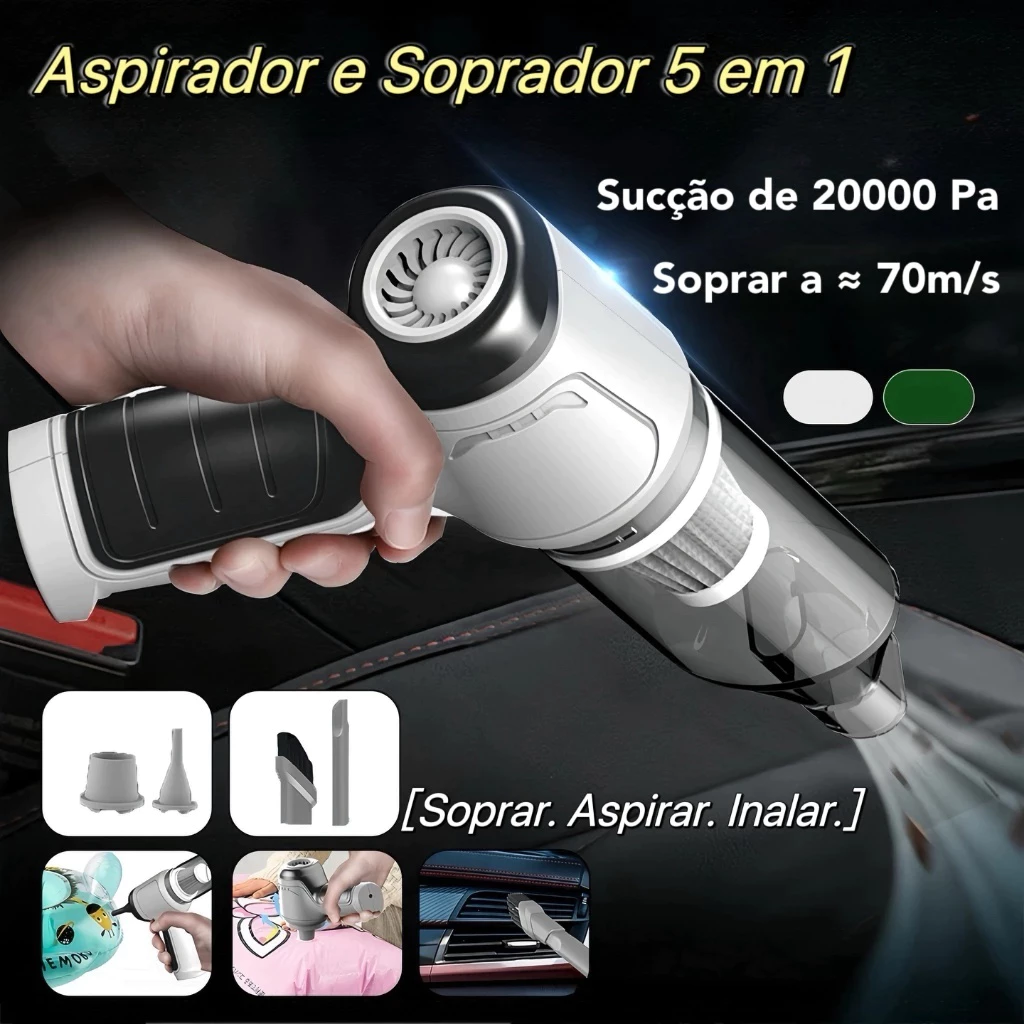 Aspirador e Soprador 5 em 1
Sucção de 20000 Pa
Soprar a ≈ 70m/s
[Soprar. Aspirar. Inalar.]